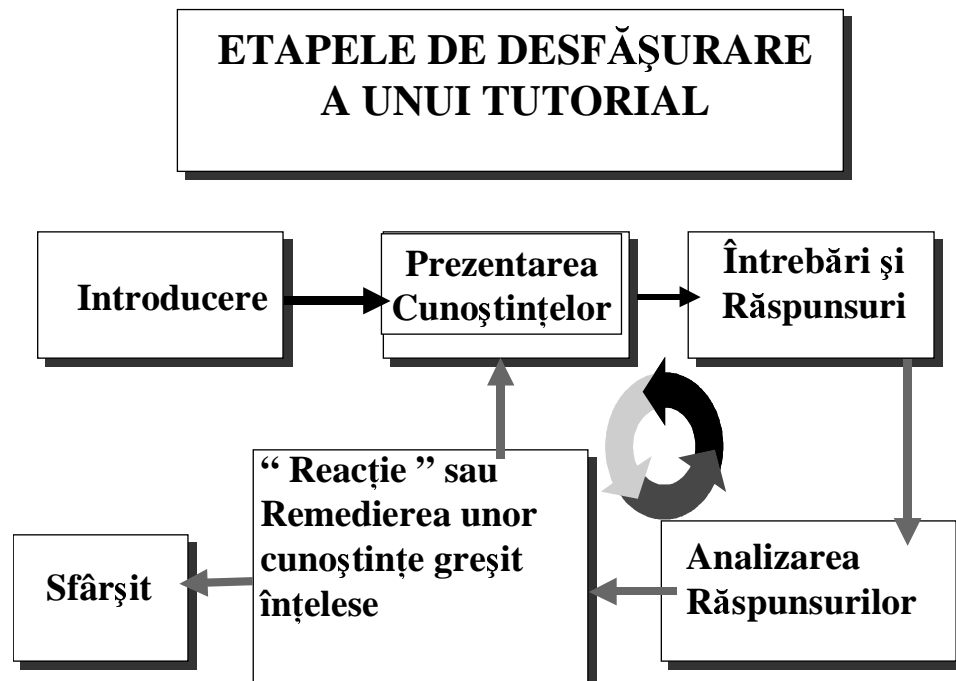 ETAPELE DE DESFĂŞURARE
A UNUI TUTORIAL
Introducere
Prezentarea
Cunoştinţelor
Întrebări şi
Răspunsuri
“ Reacţie ” sau
Remedierea unor
cunoştinţe greşit
înţelese
Analizarea
Răspunsurilor
Sfârşit